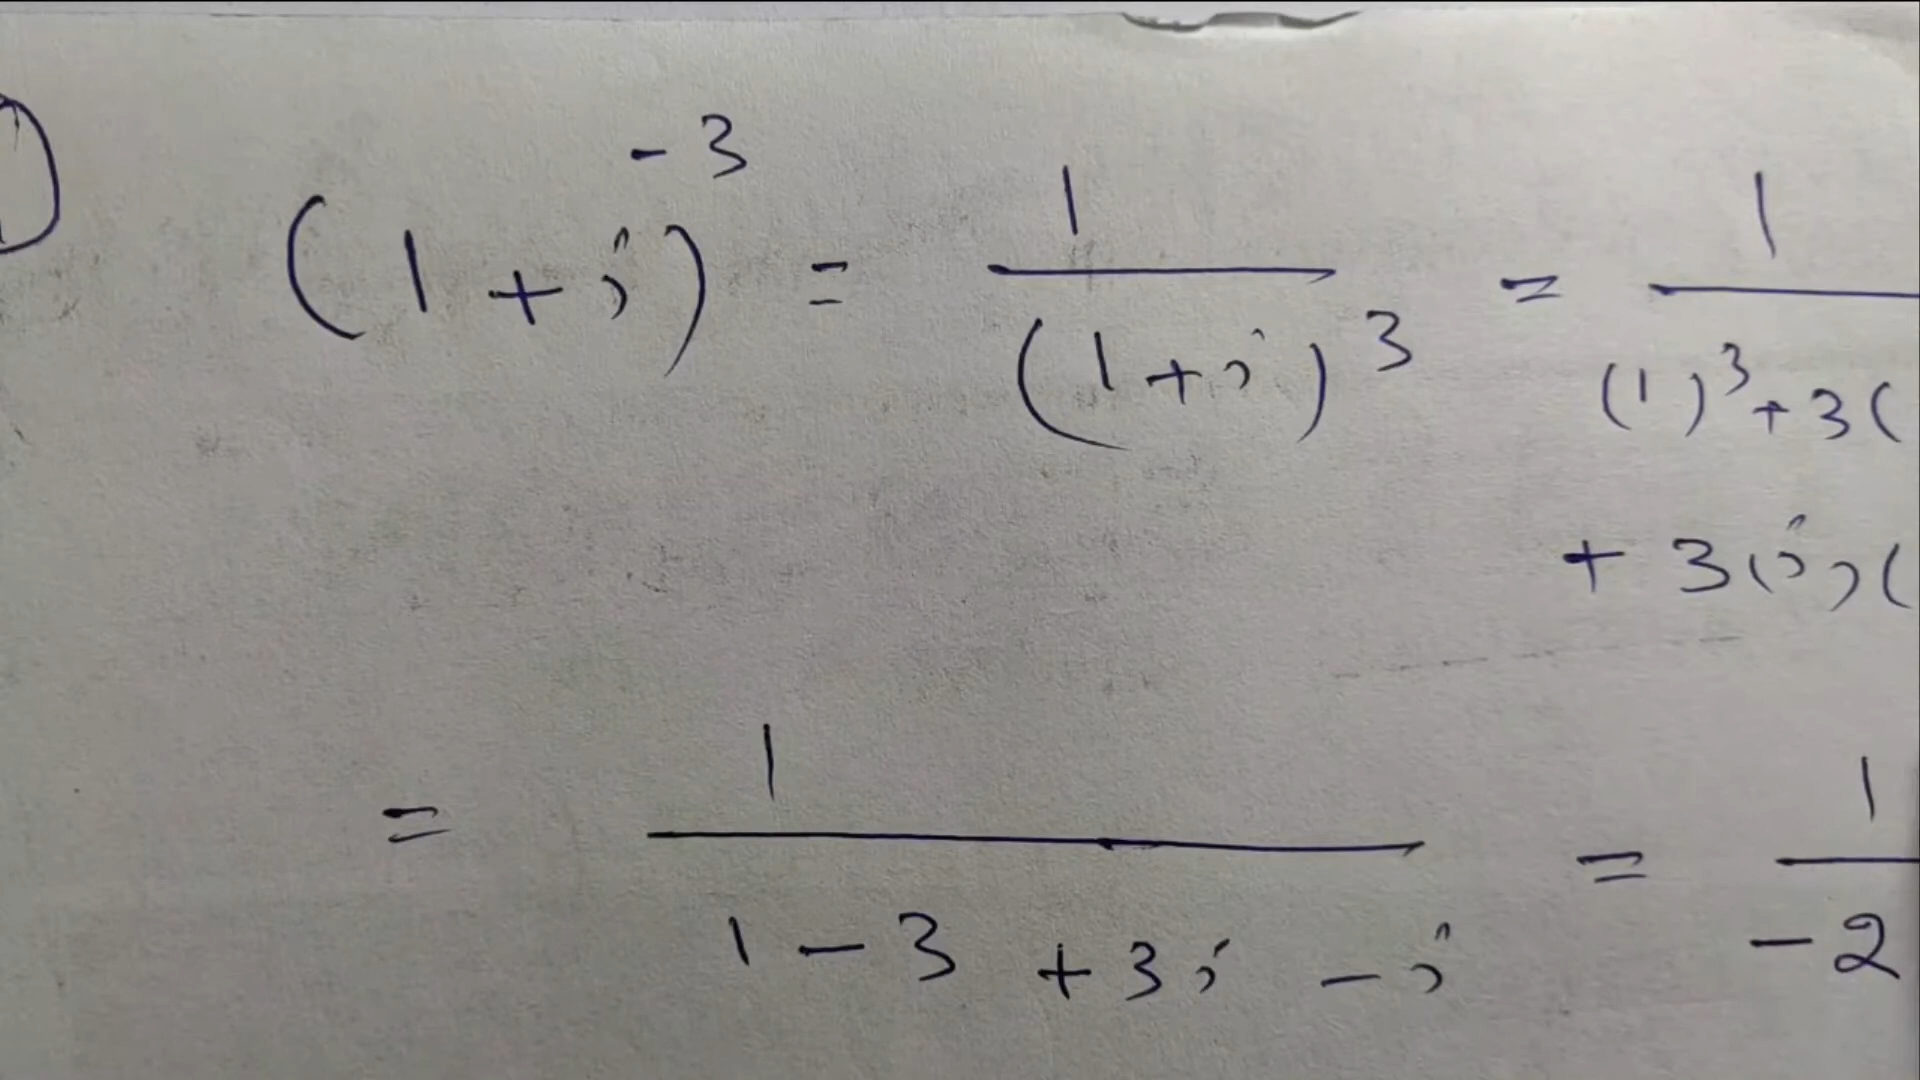 (1+i)^-3 = 1/(1+i)^3 = 1/(1)^3+3(
+3(i)(
= 1/1-3+3i-i = 1/-2